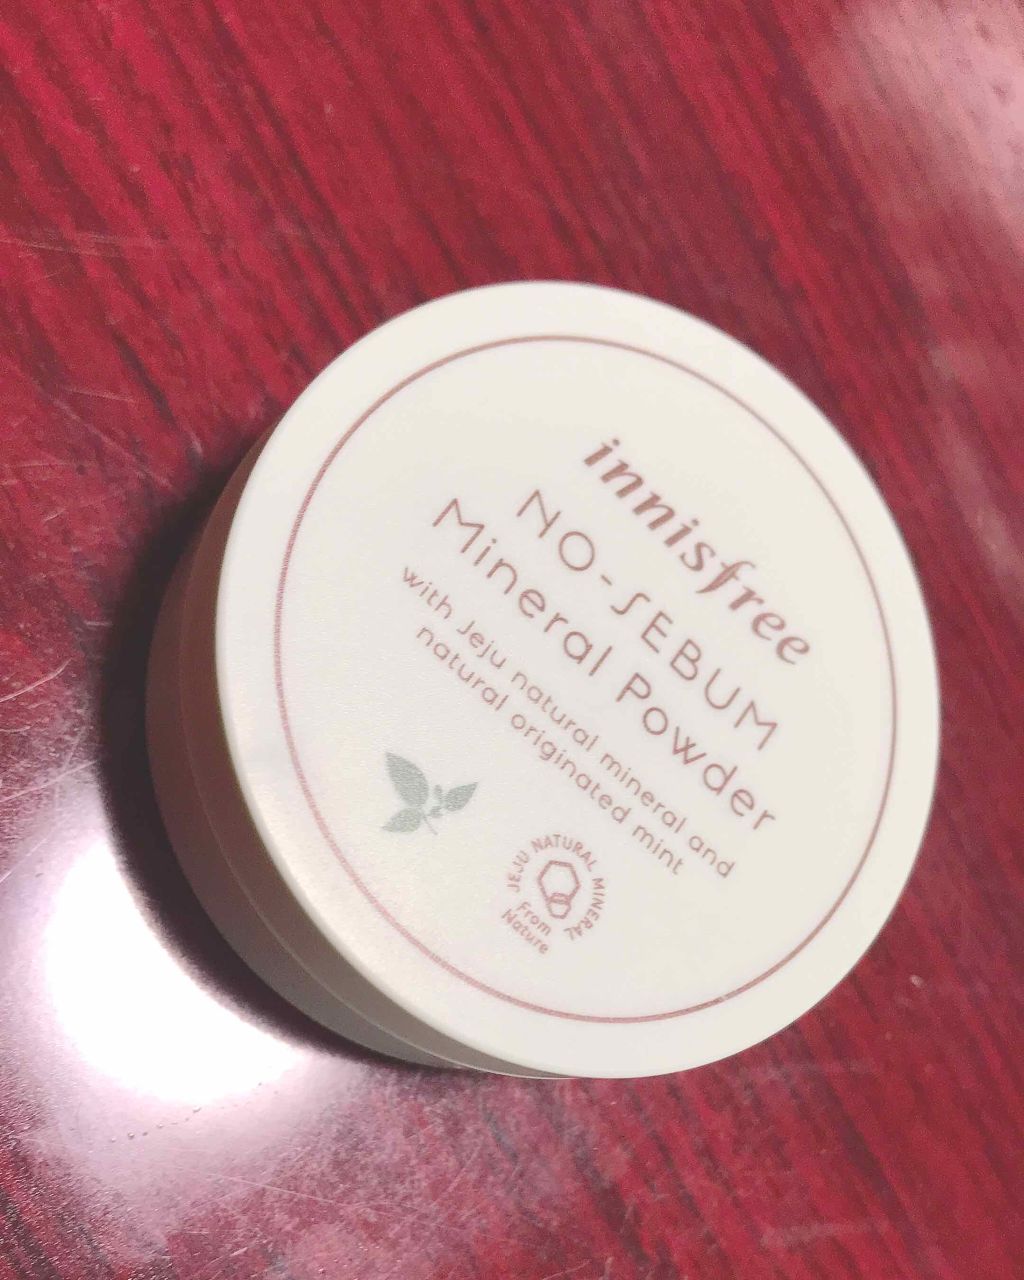 innisfree
NO-SEBUM
Mineral Powder
with Jeju natural mineral and
natural originated mint
JEJU NATURAL MINERAL
From
Nature